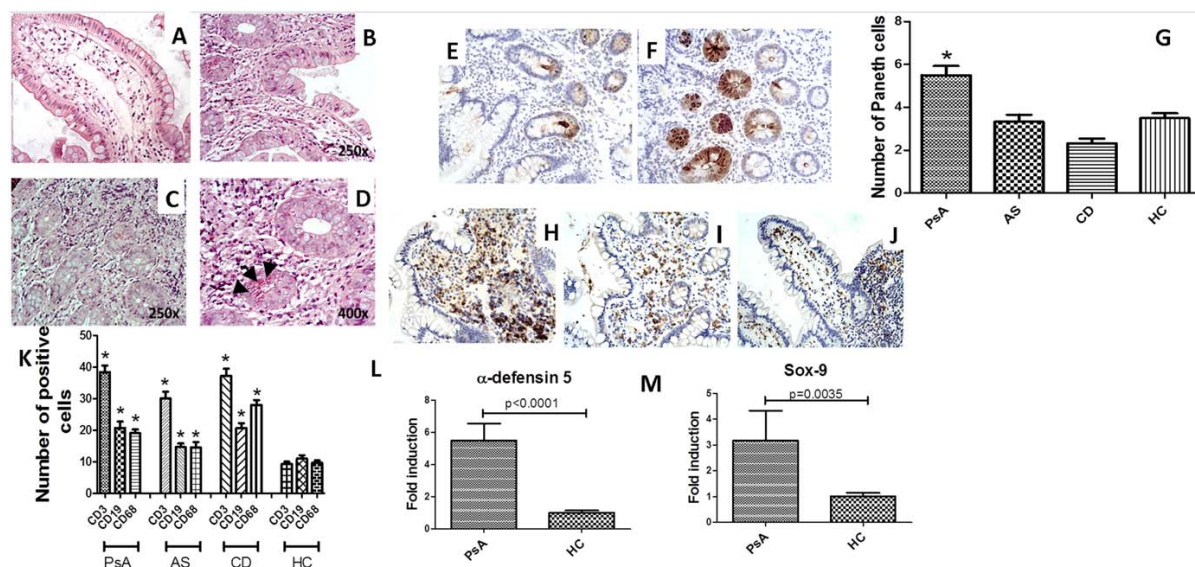 A
B
250x
C
250x
D
400x
E
F
G
Number of Paneth cells
8
6
4
2
0
*
PsA
AS
CD
HC
H
I
J
K
Number of positive
cells
50
40
30
20
10
0
* * *
* * *
* * *
CD3 CD19 CD68 CD3 CD19 CD68 CD3 CD19 CD68 CD3 CD19 CD68
PsA AS CD HC
L
α-defensin 5
p<0.0001
Fold induction
8
6
4
2
0
PsA
HC
M
Sox-9
p=0.0035
Fold induction
5
4
3
2
1
0
PsA
HC